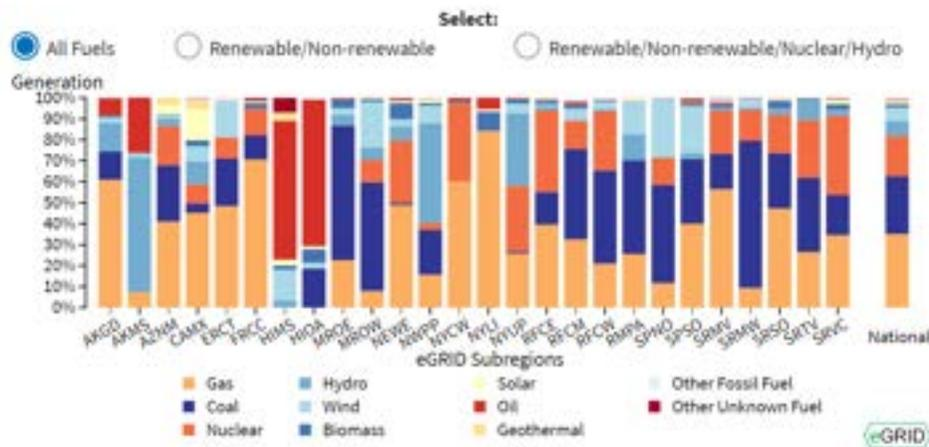 Select:
All Fuels Renewable/Non-renewable Renewable/Non-renewable/Nuclear/Hydro
Generation
100%
90%
80%
70%
60%
50%
40%
30%
20%
10%
0%
AKGD AKMS AZNM CAMX ERCT FRCC HIMS HIOA MROE MROW NEWE NWPP NYCW NYLI NYUP RFCE RFCM RFCW RMPA SPNO SPSO SRMV SRMW SRSO SRTV SRVC National
eGRID Subregions
Gas Hydro Solar Other Fossil Fuel
Coal Wind Oil Other Unknown Fuel
Nuclear Biomass Geothermal
eGRID